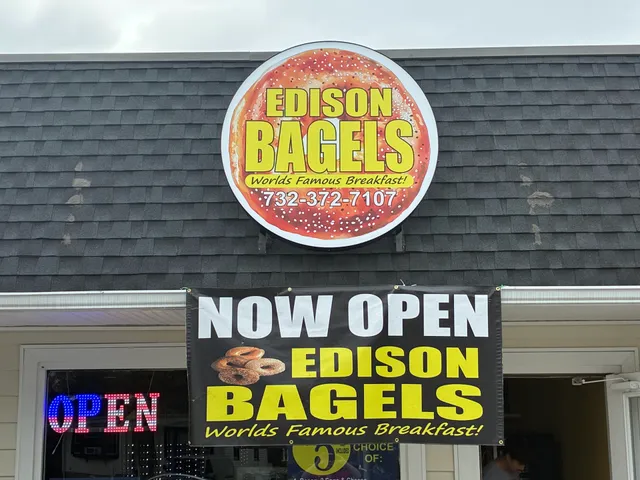 EDISON
BAGELS
Worlds Famous Breakfast!
732-372-7107
NOW OPEN
EDISON
BAGELS
Worlds Famous Breakfast!
OPEN
CHOICE
OF: